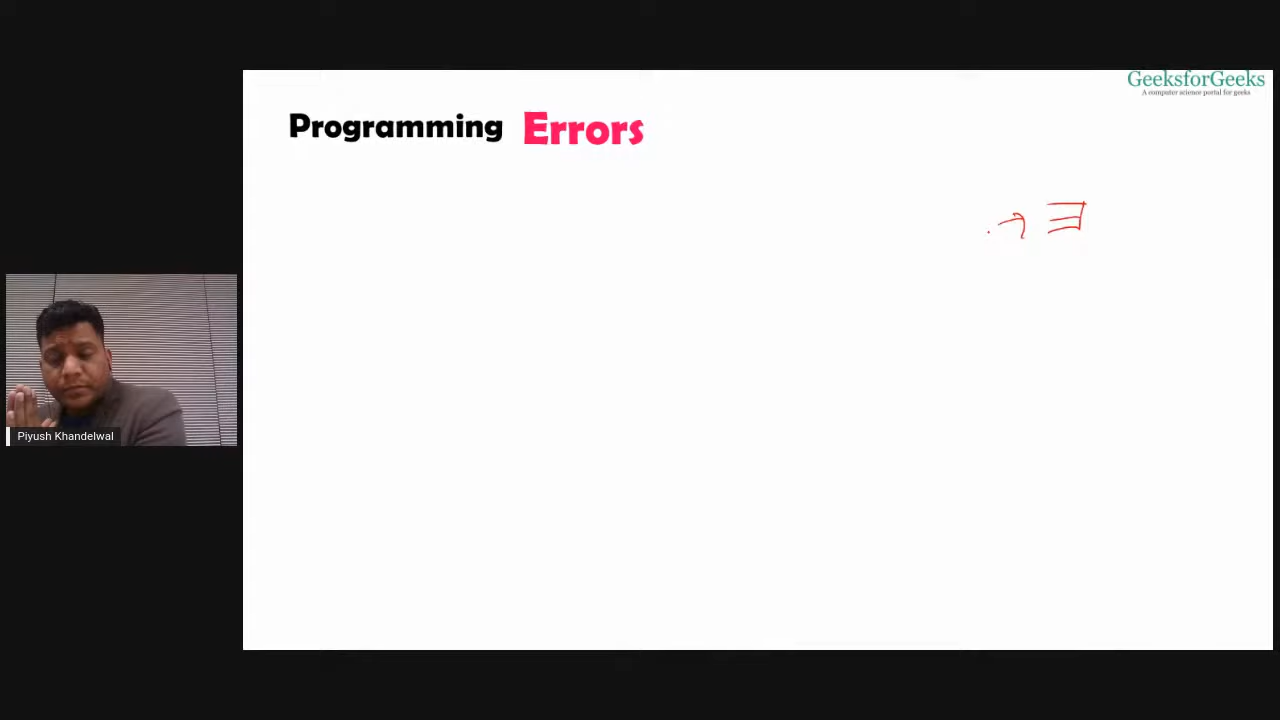 GeeksforGeeks
A computer science portal for geeks
Programming Errors
Piyush Khandelwal